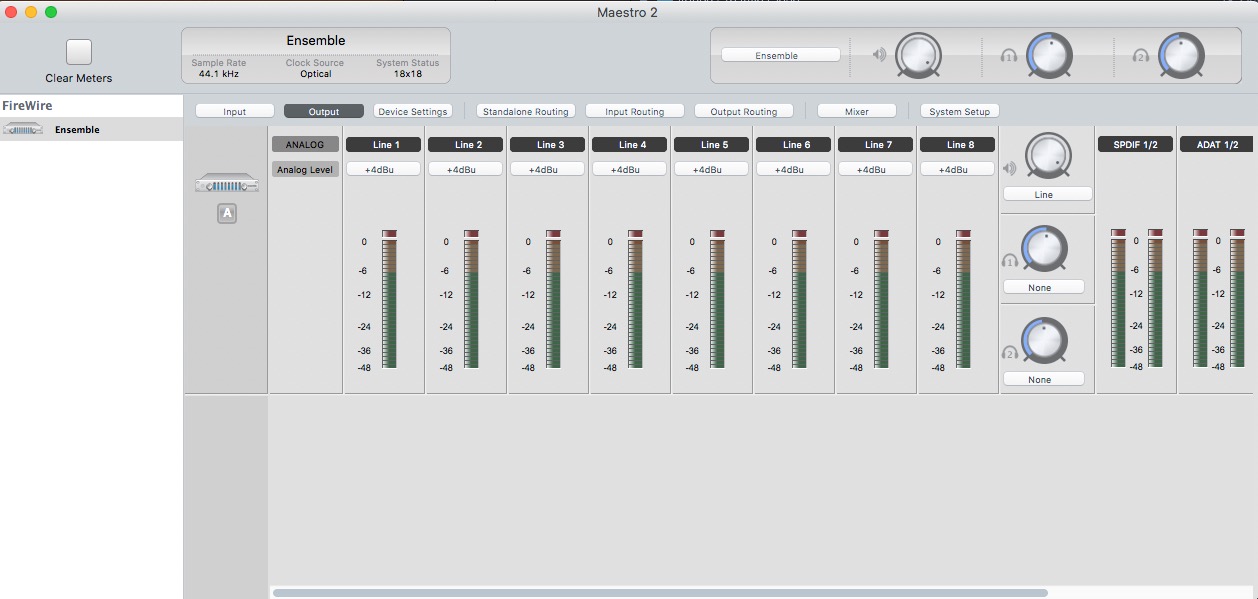 Maestro 2
Clear Meters
Ensemble
Sample Rate Clock Source System Status
44.1 kHz Optical 18x18
Ensemble
1
2
FireWire
Ensemble
Input Output Device Settings Standalone Routing Input Routing Output Routing Mixer System Setup
ANALOG Line 1 Line 2 Line 3 Line 4 Line 5 Line 6 Line 7 Line 8 SPDIF 1/2 ADAT 1/2
Analog Level +4dBu +4dBu +4dBu +4dBu +4dBu +4dBu +4dBu +4dBu
Line
A
0 0 0 0 0 0 0 0 0 0
-6 -6 -6 -6 -6 -6 -6 -6 -6 -6
1
None
-12 -12 -12 -12 -12 -12 -12 -12 -12 -12
-24 -24 -24 -24 -24 -24 -24 -24 -24 -24
-36 -36 -36 -36 -36 -36 -36 -36 -36 -36
2
-48 -48 -48 -48 -48 -48 -48 -48 -48 -48
None